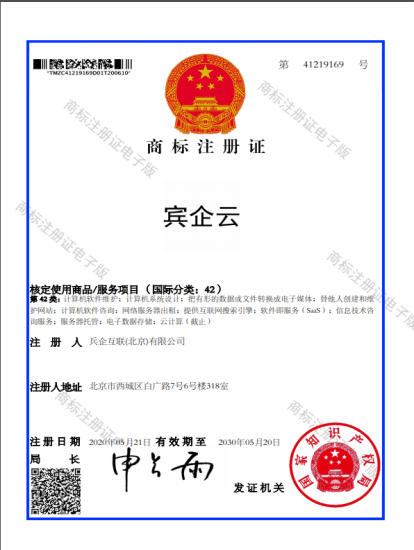 第 41219169 号
*TMZC41219169D01T200610*
商标注册证
宾企云
核定使用商品/服务项目（国际分类：42）
第42类：计算机软件维护；计算机系统设计；把有形的数据或文件转换成电子媒体；替他人创建和维
护网站；计算机软件咨询；网络服务器出租；提供互联网搜索引擎；软件即服务（SaaS）；信息技术咨
询服务；服务器托管；电子数据存储；云计算（截止）
注 册 人 兵企互联(北京)有限公司
注册人地址 北京市西城区白广路7号6号楼318室
注册日期 2020年05月21日 有效期至 2030年05月20日
局 长 申长雨
发证机关
国家知识产权局
商标注册证电子版
商标注册证电子版
商标注册证电子版
商标注册证电子版
商标注册证电子版
商标注册证电子版